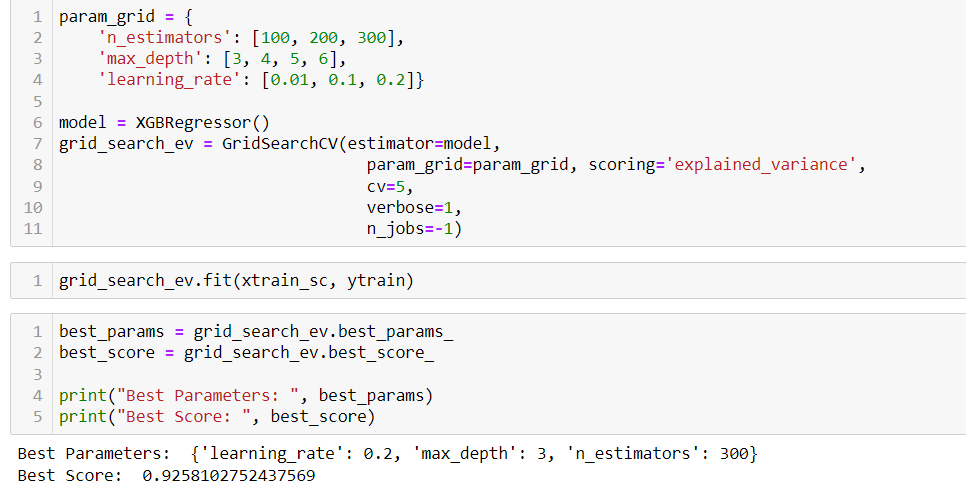 1 param_grid = {
2     'n_estimators': [100, 200, 300],
3     'max_depth': [3, 4, 5, 6],
4     'learning_rate': [0.01, 0.1, 0.2]}
5
6 model = XGBRegressor()
7 grid_search_ev = GridSearchCV(estimator=model,
8                               param_grid=param_grid, scoring='explained_variance',
9                               cv=5,
10                               verbose=1,
11                               n_jobs=-1)
1 grid_search_ev.fit(xtrain_sc, ytrain)
1 best_params = grid_search_ev.best_params_
2 best_score = grid_search_ev.best_score_
3
4 print("Best Parameters: ", best_params)
5 print("Best Score: ", best_score)
Best Parameters:  {'learning_rate': 0.2, 'max_depth': 3, 'n_estimators': 300}
Best Score:  0.9258102752437569